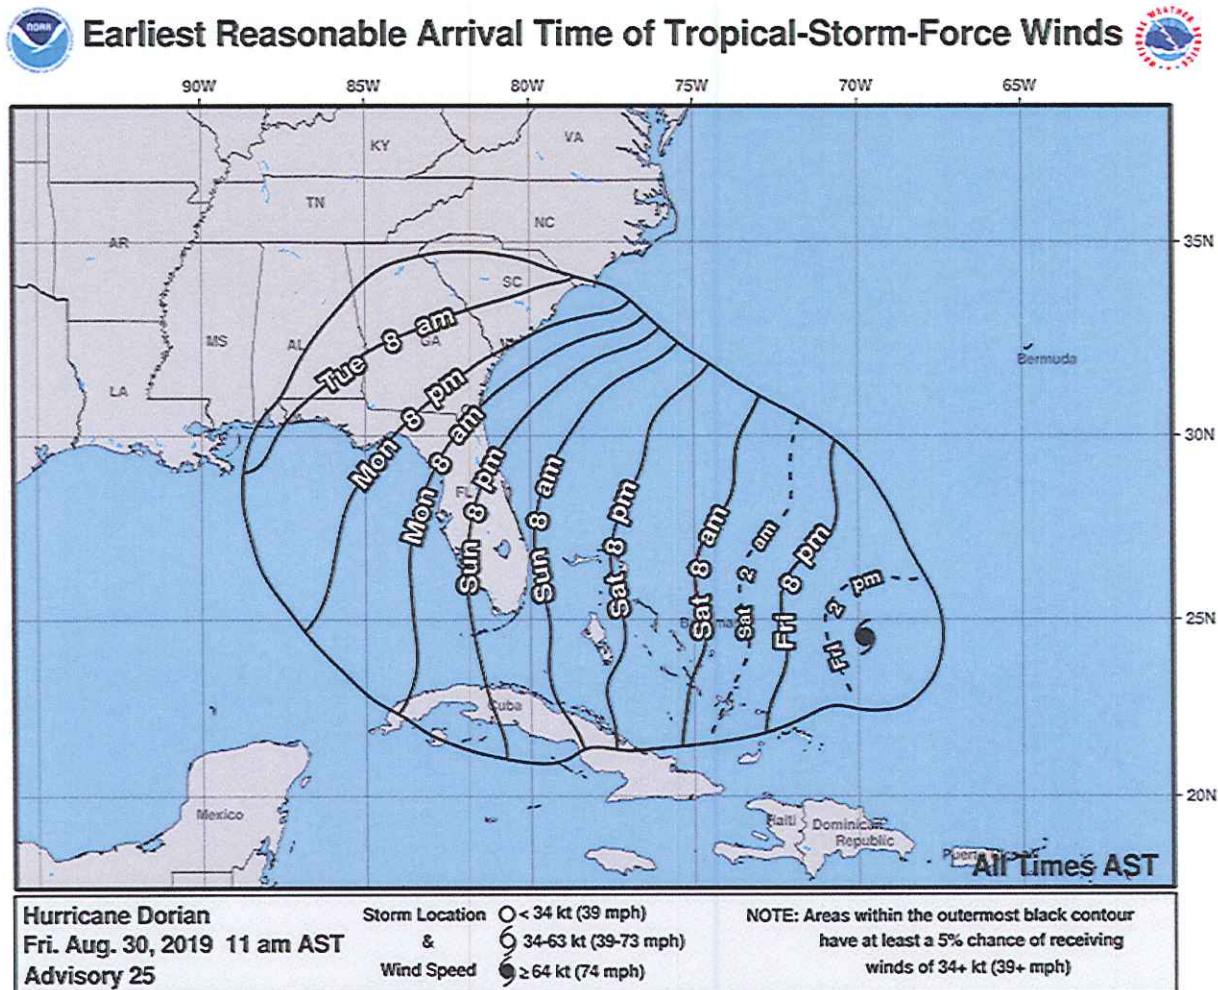 Earliest Reasonable Arrival Time of Tropical-Storm-Force Winds
NOAA
90W 85W 80W 75W 70W 65W
KY
VA
TN
NC
AR
35N
SC
MS
AL
GA
Tue 8 am
Bermuda
LA
Mon 8 pm
30N
Mon 8 am
FL
Sun 8 pm
Sun 8 am
Sat 8 pm
Sat 8 am
Sat 2 am
Fri 8 pm
Fri 2 pm
25N
Cuba
20N
Mexico
Haiti
Dominican
Republic
All Times AST
Hurricane Dorian
Fri. Aug. 30, 2019 11 am AST
Advisory 25
Storm Location
&
Wind Speed
< 34 kt (39 mph)
34-63 kt (39-73 mph)
≥ 64 kt (74 mph)
NOTE: Areas within the outermost black contour
have at least a 5% chance of receiving
winds of 34+ kt (39+ mph)